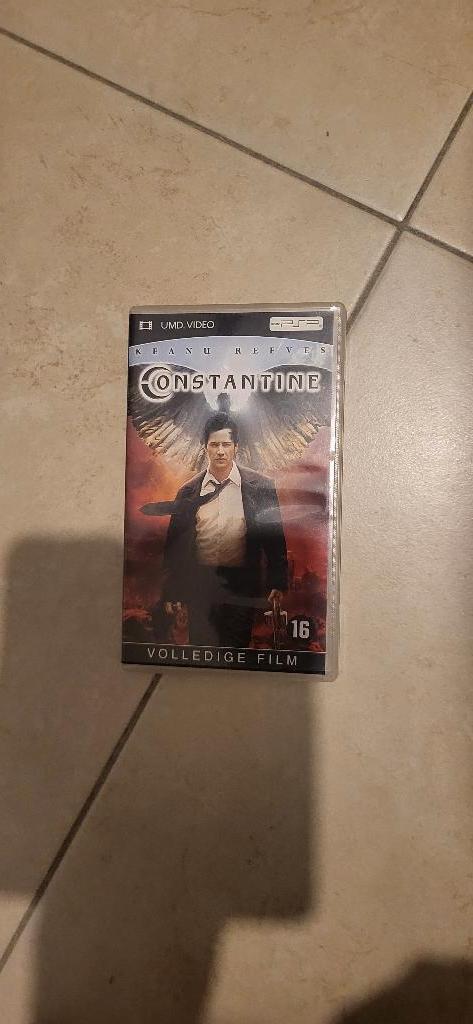 UMD. VIDEO
PSP
KEANU REEVES
CONSTANTINE
16
VOLLEDIGE FILM